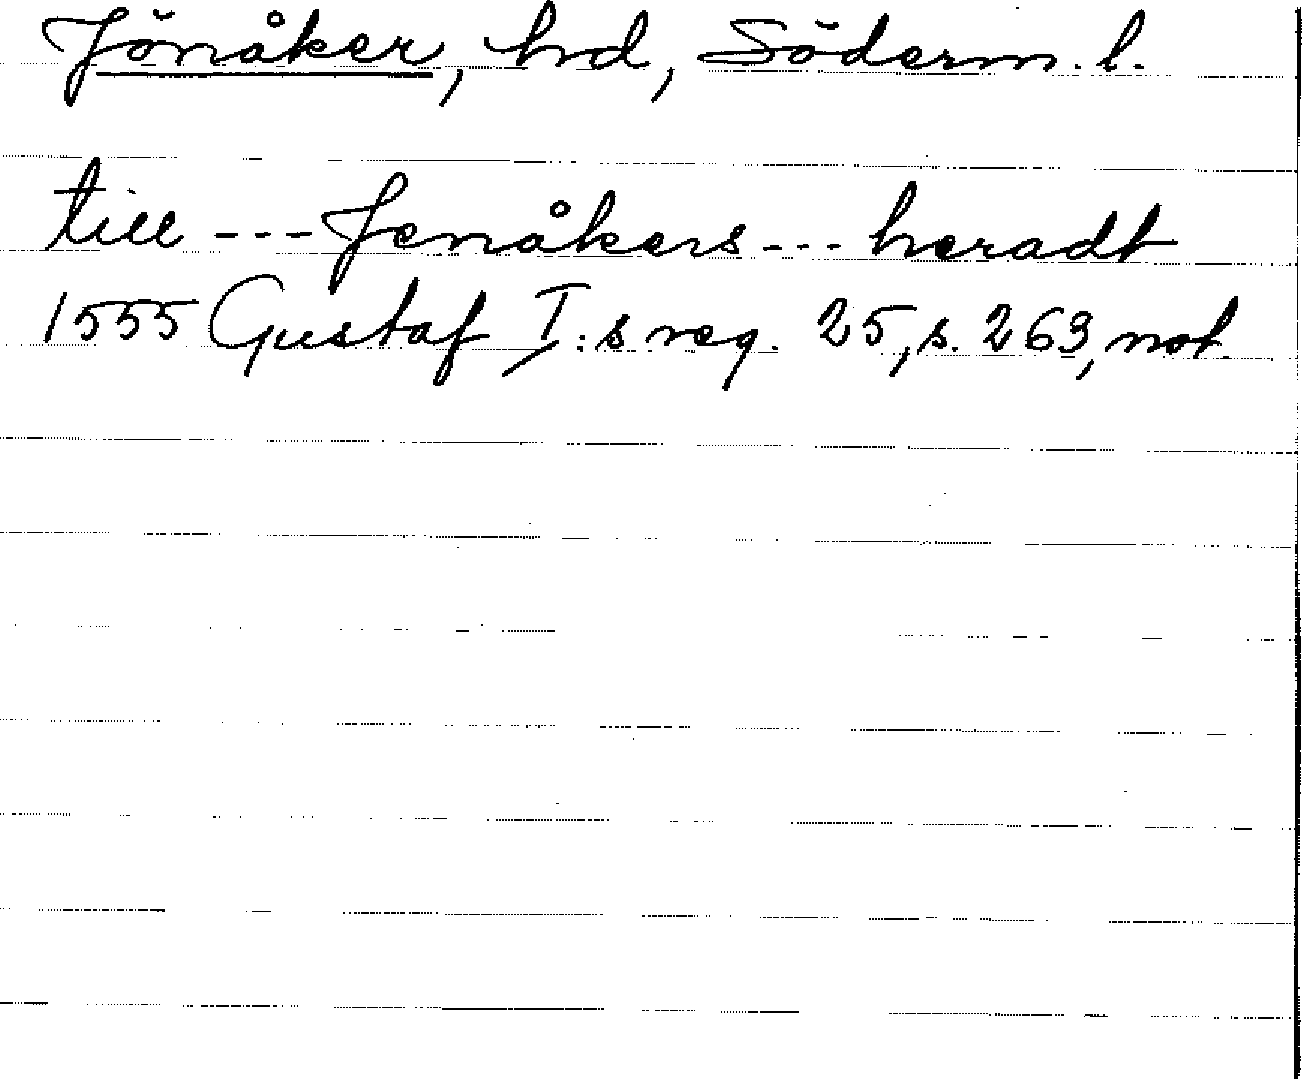 Jönåker, hd, Söderm. l.
till --- Jenåkers --- heradt
1555 Gustaf I:s reg. 25, s. 263, not.